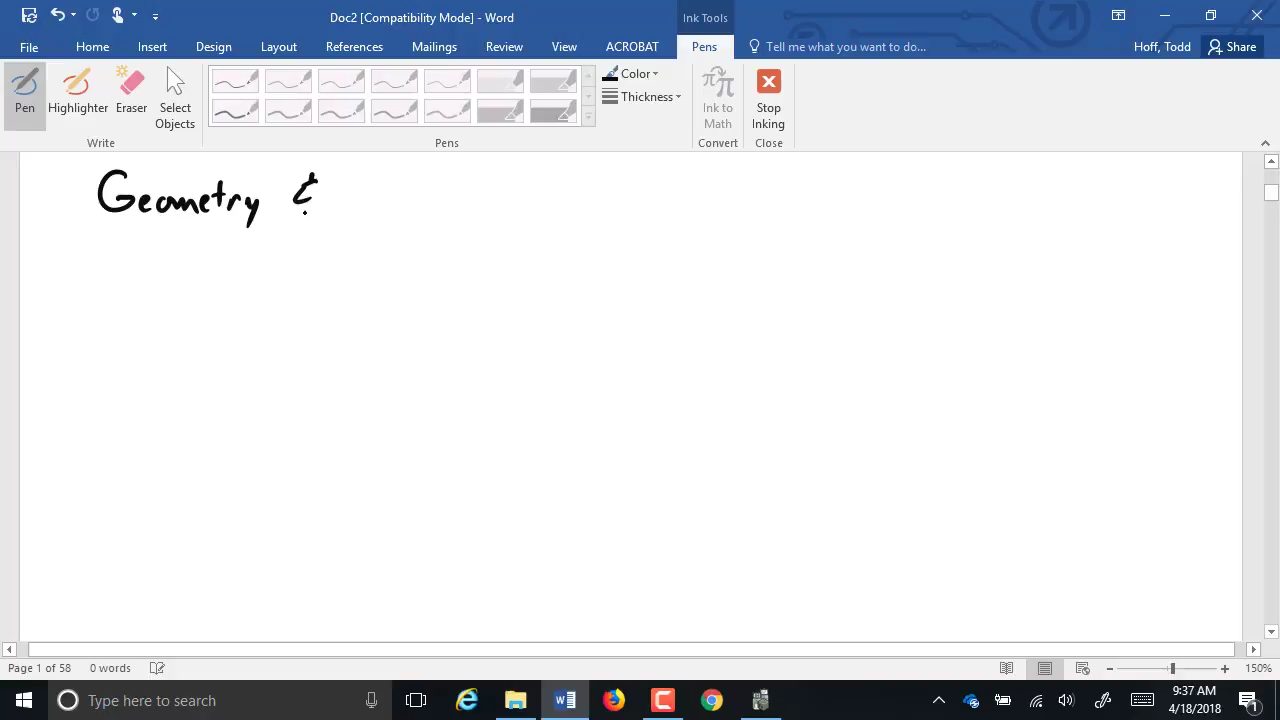 Doc2 [Compatibility Mode] - Word
Ink Tools
File Home Insert Design Layout References Mailings Review View ACROBAT Pens Tell me what you want to do... Hoff, Todd Share
Pen Highlighter Eraser Select Objects
Color
Thickness
Ink to Math
Stop Inking
Write Pens Convert Close
Geometry &
Page 1 of 58 0 words 150%
Type here to search
9:37 AM
4/18/2018
1